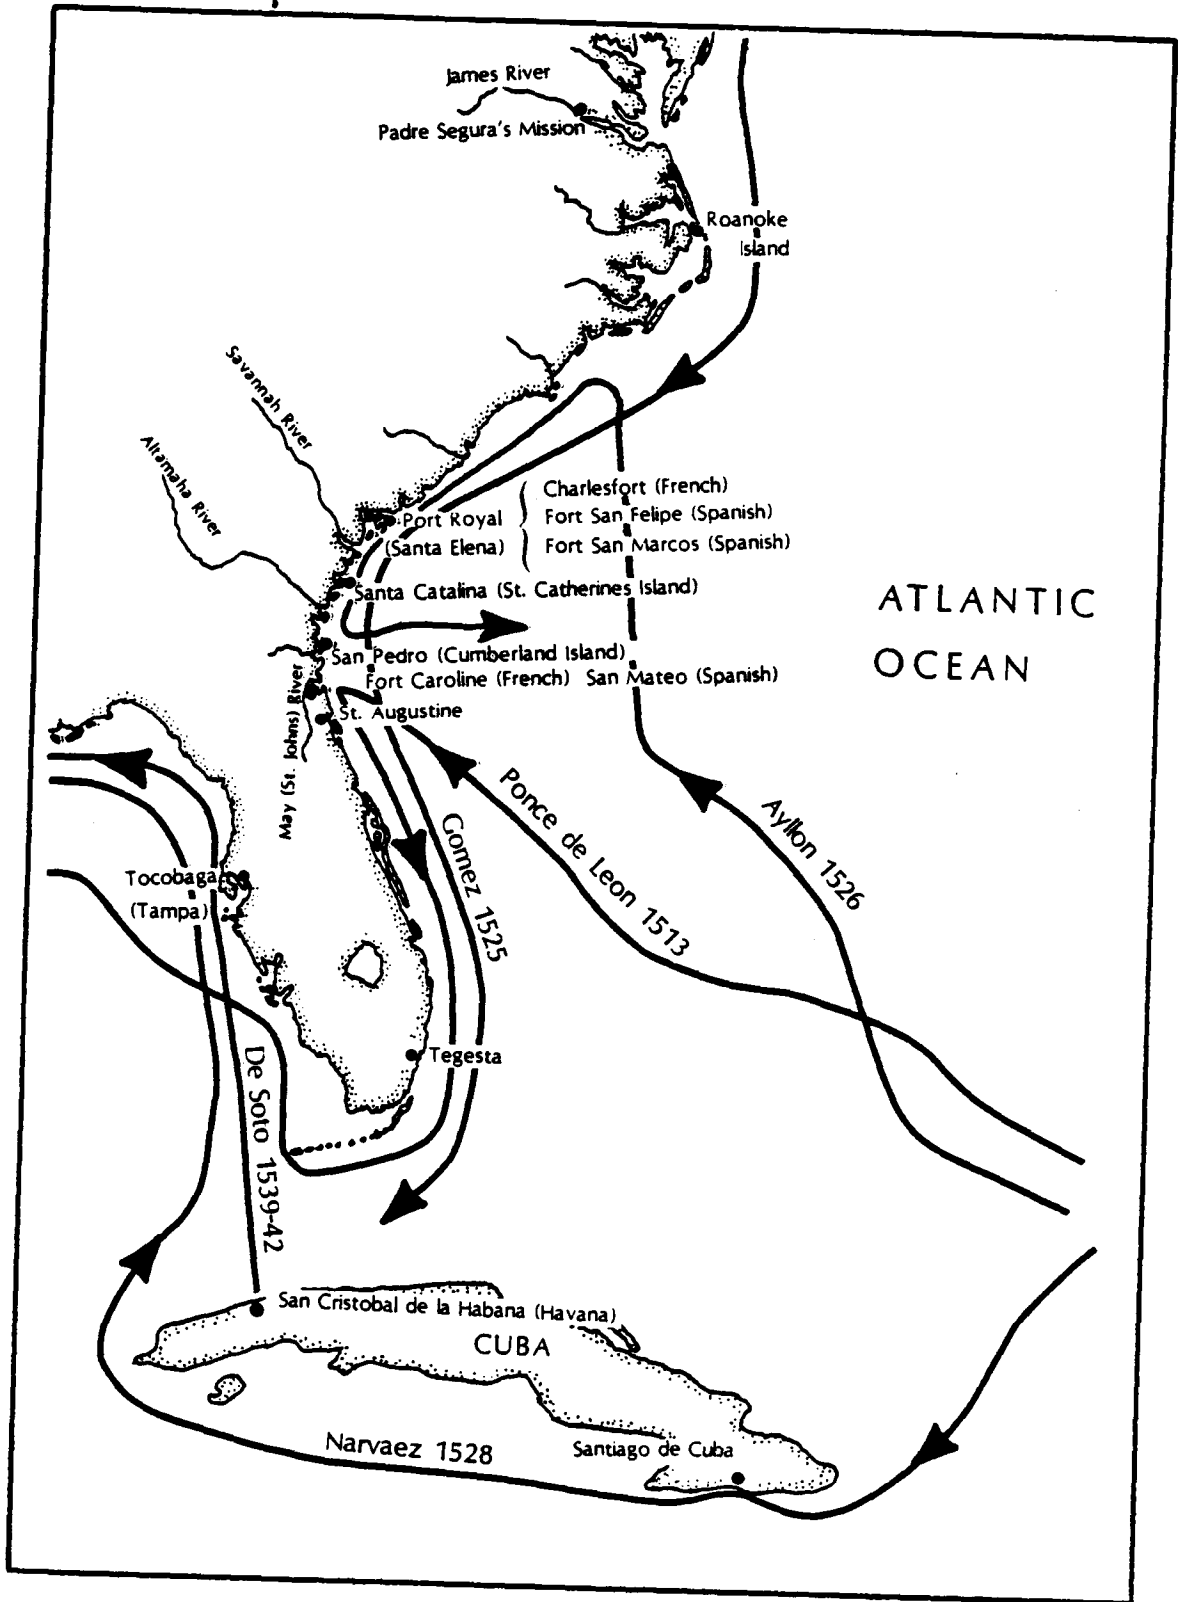 James River
Padre Segura's Mission
Roanoke
Island
Savannah River
Altamaha River
Port Royal
(Santa Elena)
Charlesfort (French)
Fort San Felipe (Spanish)
Fort San Marcos (Spanish)
Santa Catalina (St. Catherines Island)
ATLANTIC
OCEAN
San Pedro (Cumberland Island)
Fort Caroline (French) San Mateo (Spanish)
St. Augustine
May (St. Johns) River
Ponce de Leon 1513
Ayllon 1526
Gomez 1525
Tocobaga
(Tampa)
Tegesta
De Soto 1539-42
San Cristobal de la Habana (Havana)
CUBA
Narvaez 1528
Santiago de Cuba